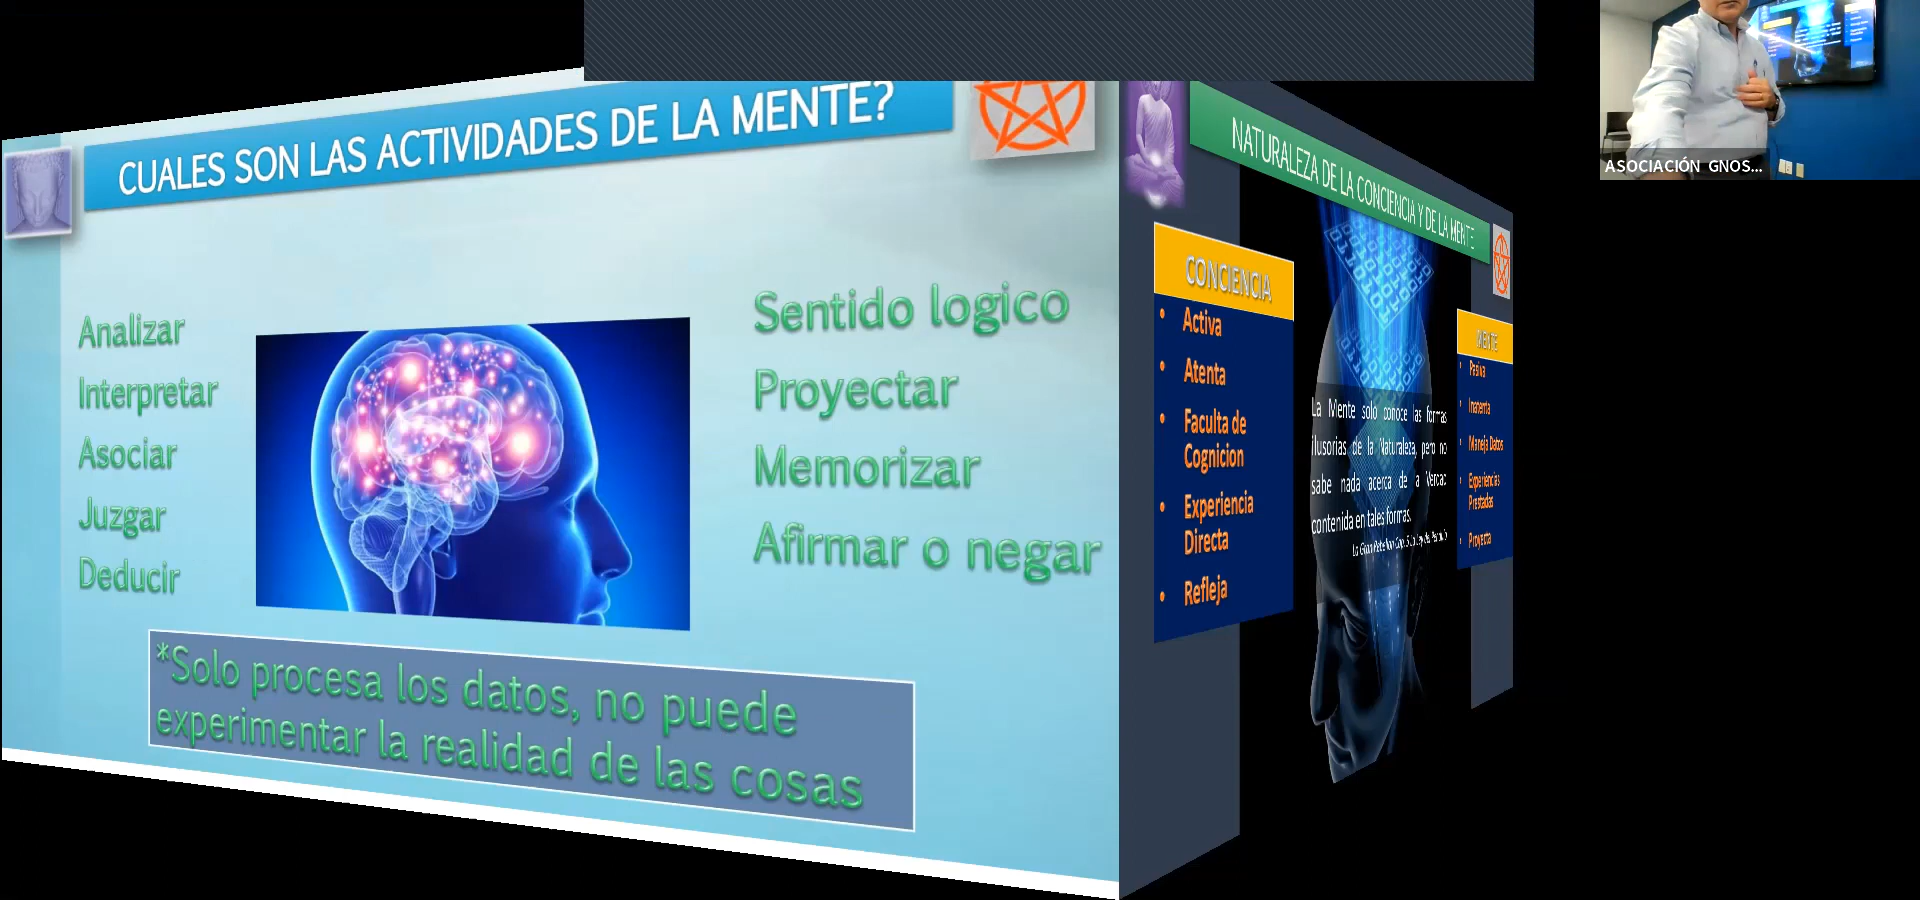 CUALES SON LAS ACTIVIDADES DE LA MENTE?
Analizar
Interpretar
Asociar
Juzgar
Deducir
Sentido logico
Proyectar
Memorizar
Afirmar o negar
*Solo procesa los datos, no puede
experimentar la realidad de las cosas
NATURALEZA DE LA CONCIENCIA Y DE LA MENTE
CONCIENCIA
• Activa
• Atenta
• Faculta de
Cognicion
• Experiencia
Directa
• Refleja
La Mente solo conoce las formas
ilusorias de la Naturaleza, pero no
sabe nada acerca de a Verdad
contenida en tales formas.
La Gran Rebelion Cap.
MENTE
• Pasiva
• Inatenta
• Maneja Datos
• Experiencias
Prestadas
• Proyecta
ASOCIACIÓN GNOS...